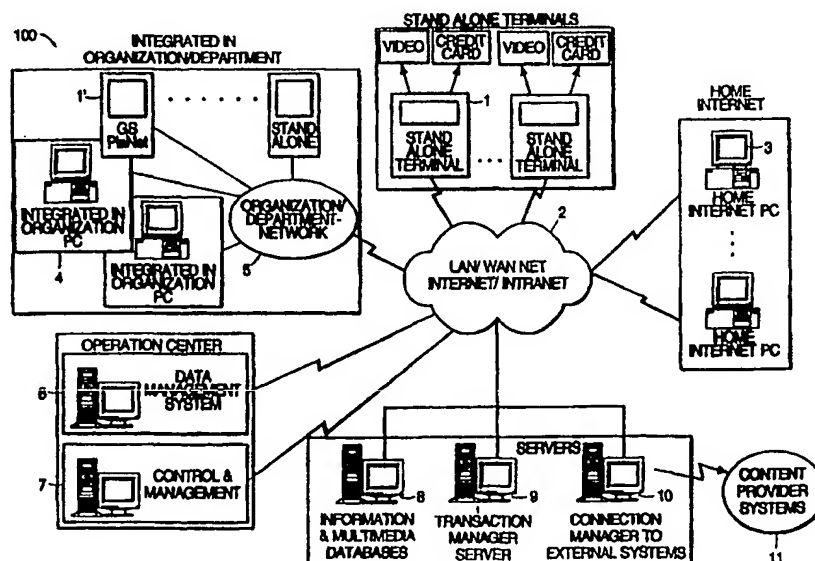 100
INTEGRATED IN
ORGANIZATION/DEPARTMENT
1'
GS
PlaNet
STAND
ALONE
INTEGRATED IN
ORGANIZATION
PC
4
INTEGRATED IN
ORGANIZATION
PC
ORGANIZATION/
DEPARTMENT-
NETWORK
5
STAND ALONE TERMINALS
VIDEO
CREDIT
CARD
VIDEO
CREDIT
CARD
1
STAND
ALONE
TERMINAL
STAND
ALONE
TERMINAL
HOME
INTERNET
3
HOME
INTERNET PC
HOME
INTERNET PC
2
LAN/ WAN NET
INTERNET/ INTRANET
OPERATION CENTER
6
DATA
MANAGEMENT
SYSTEM
7
CONTROL &
MANAGEMENT
SERVERS
8
INFORMATION
& MULTIMEDIA
DATABASES
9
TRANSACTION
MANAGER
SERVER
10
CONNECTION
MANAGER TO
EXTERNAL SYSTEMS
CONTENT
PROVIDER
SYSTEMS
11